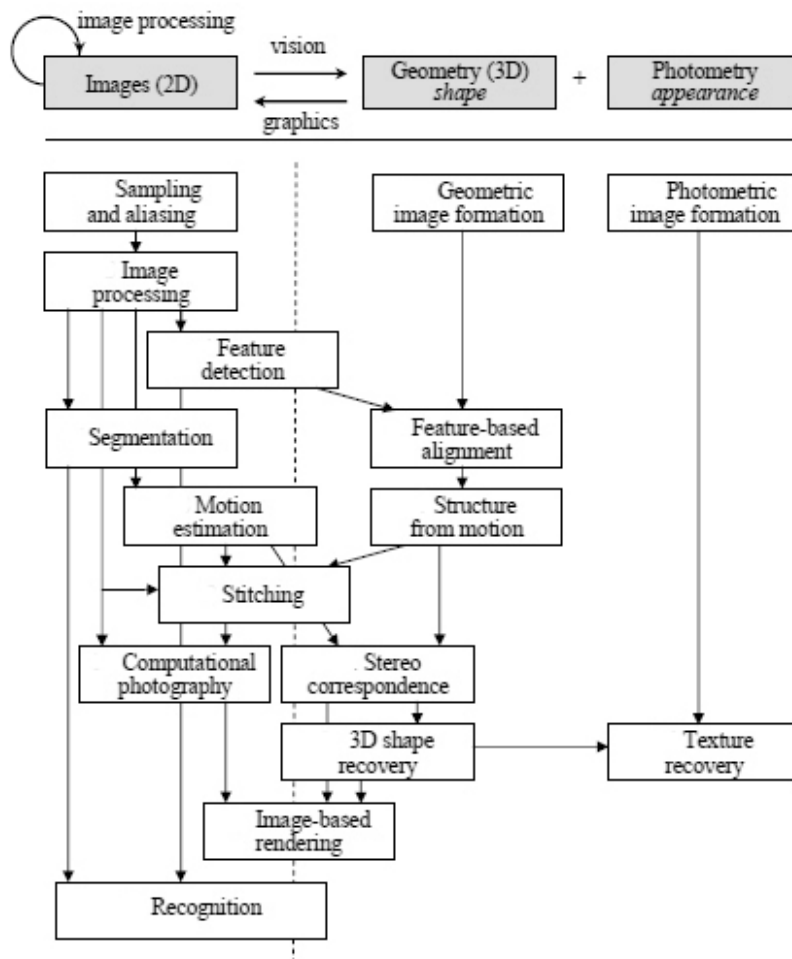 image processing
vision
Images (2D)
Geometry (3D)
shape
+
Photometry
appearance
graphics
Sampling
and aliasing
Geometric
image formation
Photometric
image formation
Image
processing
Feature
detection
Segmentation
Feature-based
alignment
Motion
estimation
Structure
from motion
Stitching
Computational
photography
Stereo
correspondence
3D shape
recovery
Texture
recovery
Image-based
rendering
Recognition